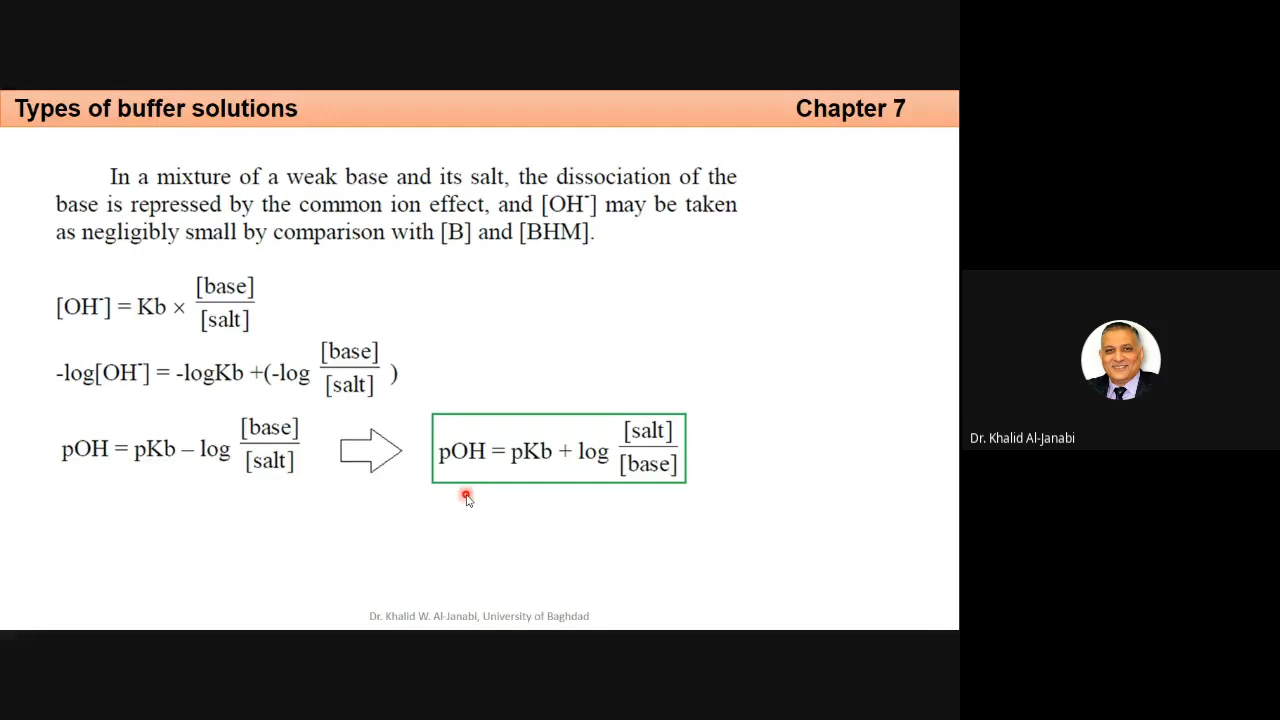 Types of buffer solutions Chapter 7
In a mixture of a weak base and its salt, the dissociation of the
base is repressed by the common ion effect, and [OH⁻] may be taken
as negligibly small by comparison with [B] and [BHM].
[OH⁻] = Kb × [base]/[salt]
-log[OH⁻] = -logKb +(-log [base]/[salt] )
pOH = pKb – log [base]/[salt]
pOH = pKb + log [salt]/[base]
Dr. Khalid Al-Janabi
Dr. Khalid W. Al-Janabi, University of Baghdad